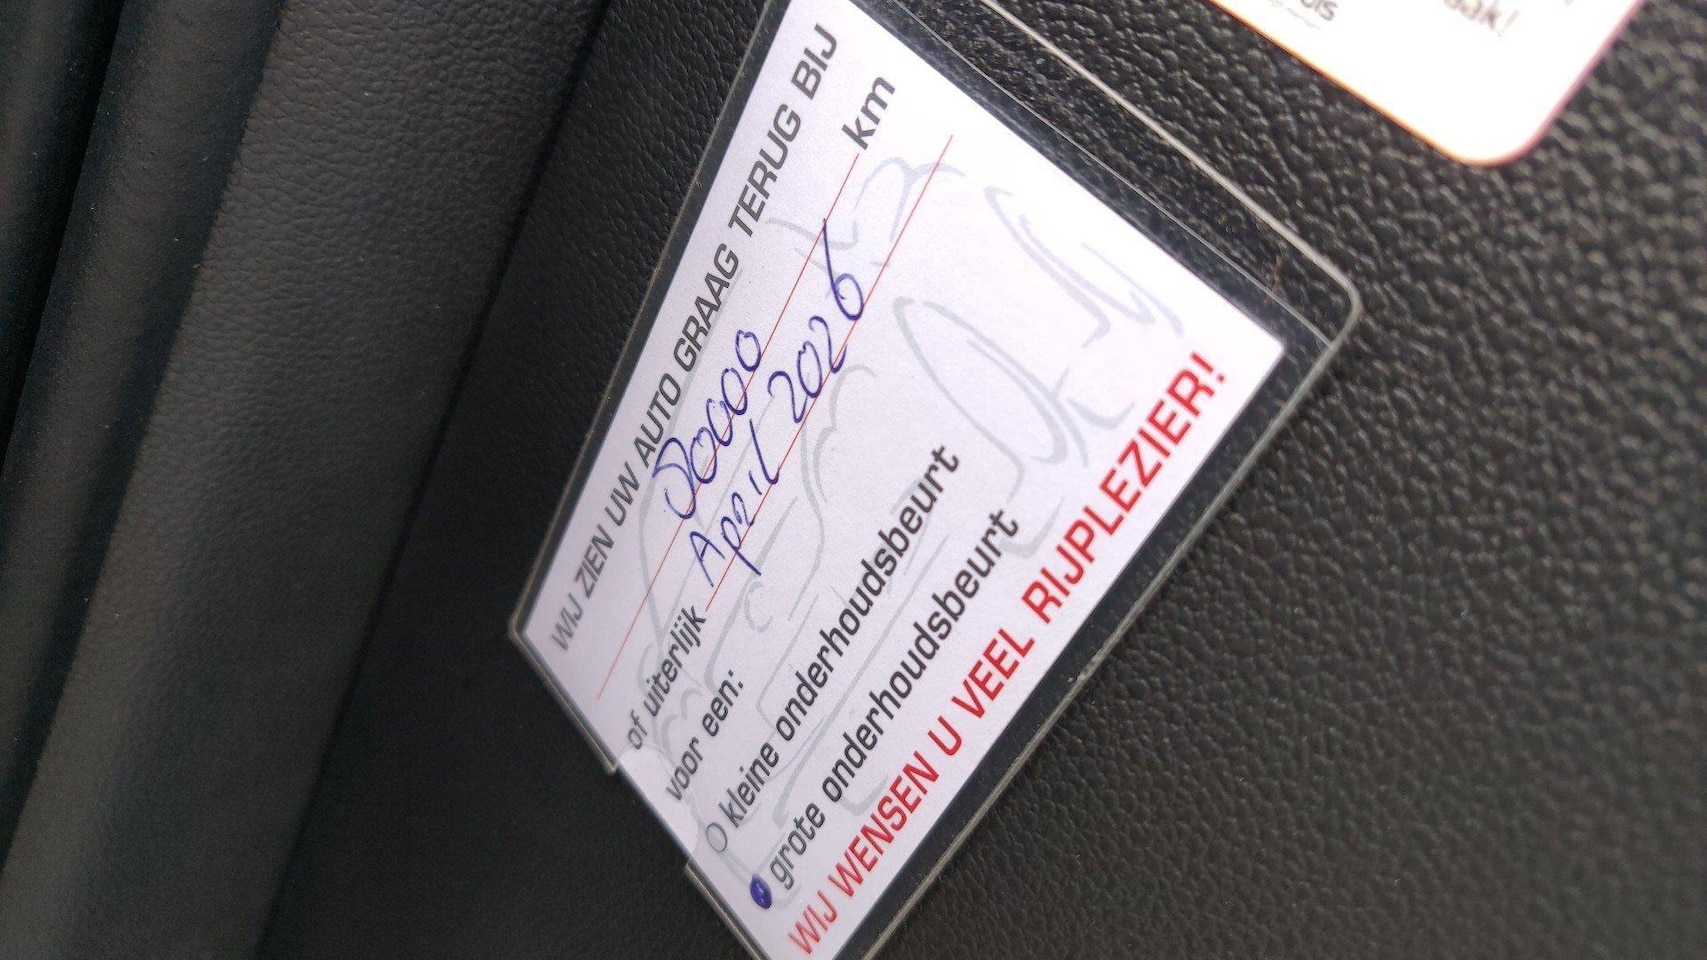 WIJ ZIEN UW AUTO GRAAG TERUG BIJ
80000 km
of uiterlijk April 2026
voor een:
kleine onderhoudsbeurt
grote onderhoudsbeurt
WIJ WENSEN U VEEL RIJPLEZIER!